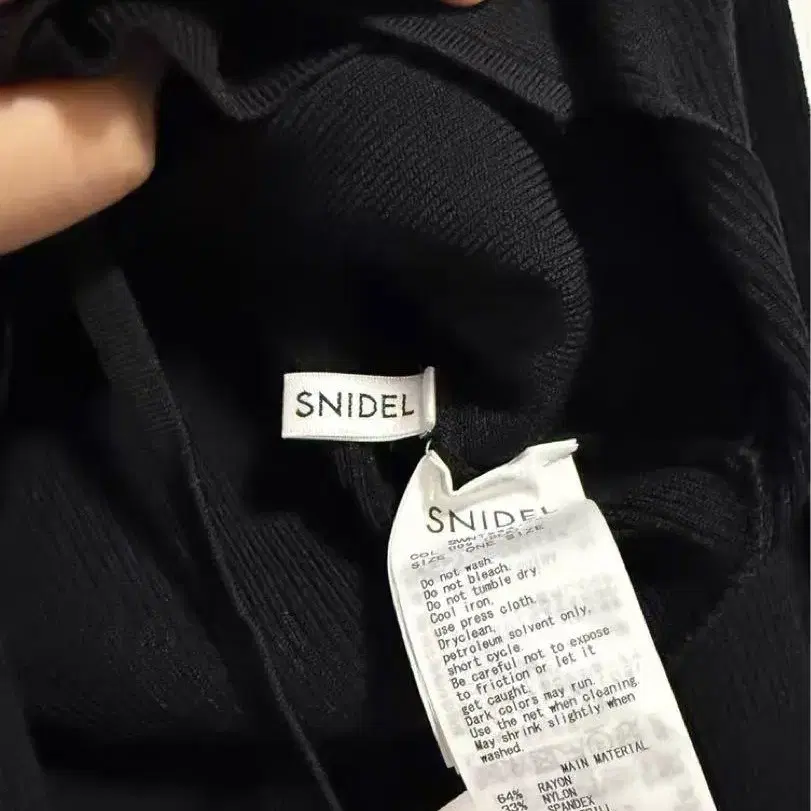 SNIDEL
SNIDEL
COL 009
SIZE ONE SIZE
Do not wash.
Do not bleach.
Do not tumble dry.
Cool iron,
use press cloth.
Dryclean,
petroleum solvent only,
short cycle.
Be careful not to expose
to friction or let it
get caught.
Dark colors may run.
Use the net when cleaning.
May shrink slightly when
washed.
MAIN MATERIAL
64% RAYON
33% NYLON
SPANDEX